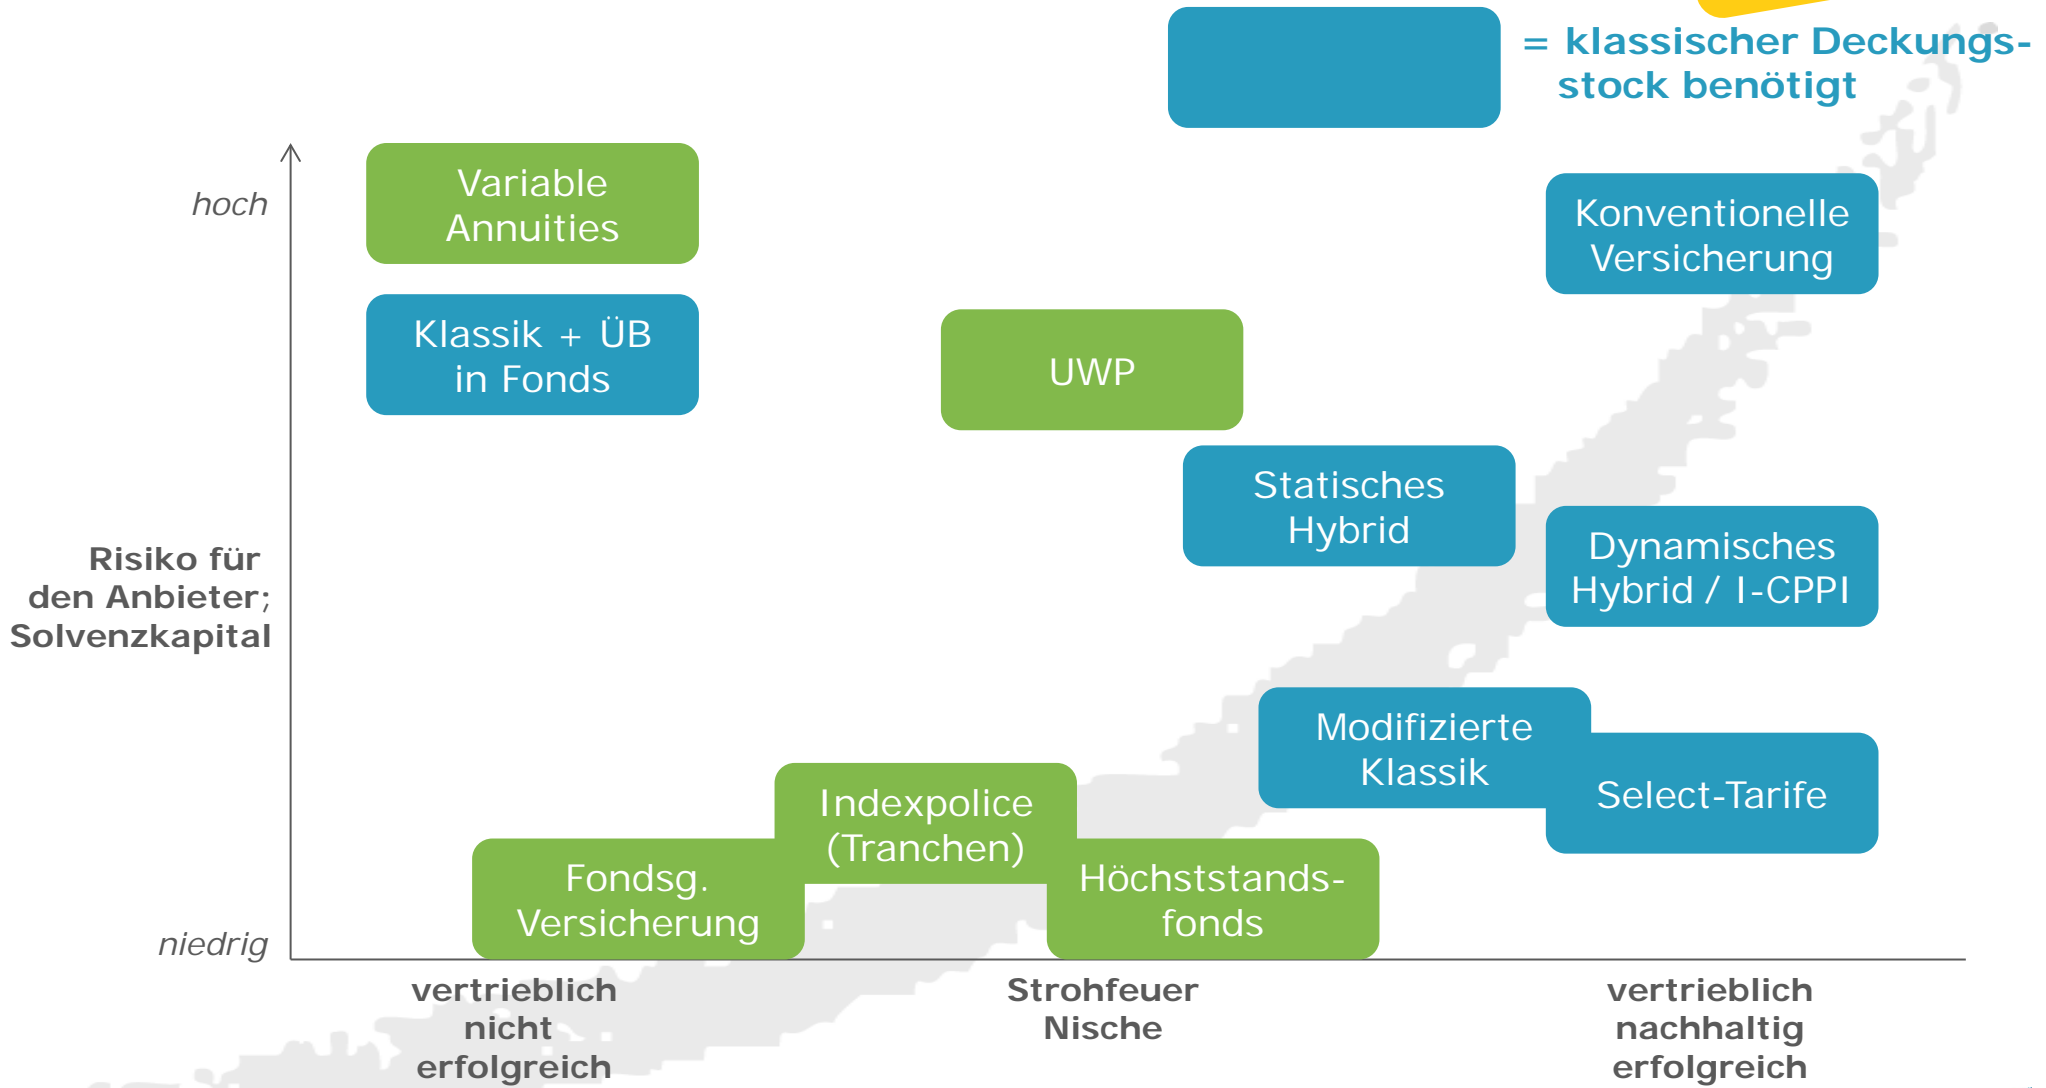 = klassischer Deckungs-
stock benötigt
hoch
Variable
Annuities
Konventionelle
Versicherung
Klassik + ÜB
in Fonds
UWP
Statisches
Hybrid
Risiko für
den Anbieter;
Solvenzkapital
Dynamisches
Hybrid / I-CPPI
Modifizierte
Klassik
Select-Tarife
Indexpolice
(Tranchen)
Fondsg.
Versicherung
Höchststands-
fonds
niedrig
vertrieblich
nicht
erfolgreich
Strohfeuer
Nische
vertrieblich
nachhaltig
erfolgreich